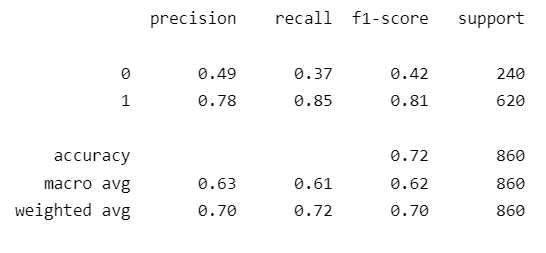 precision recall f1-score support
0 0.49 0.37 0.42 240
1 0.78 0.85 0.81 620
accuracy 0.72 860
macro avg 0.63 0.61 0.62 860
weighted avg 0.70 0.72 0.70 860